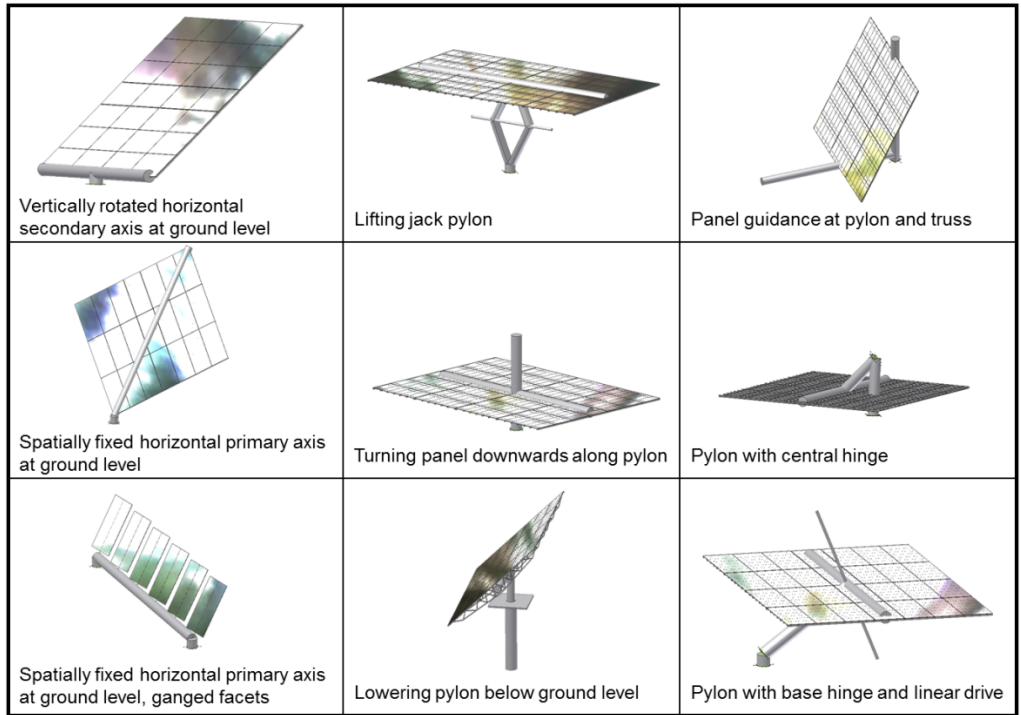 Vertically rotated horizontal
secondary axis at ground level
Lifting jack pylon
Panel guidance at pylon and truss
Spatially fixed horizontal primary axis
at ground level
Turning panel downwards along pylon
Pylon with central hinge
Spatially fixed horizontal primary axis
at ground level, ganged facets
Lowering pylon below ground level
Pylon with base hinge and linear drive